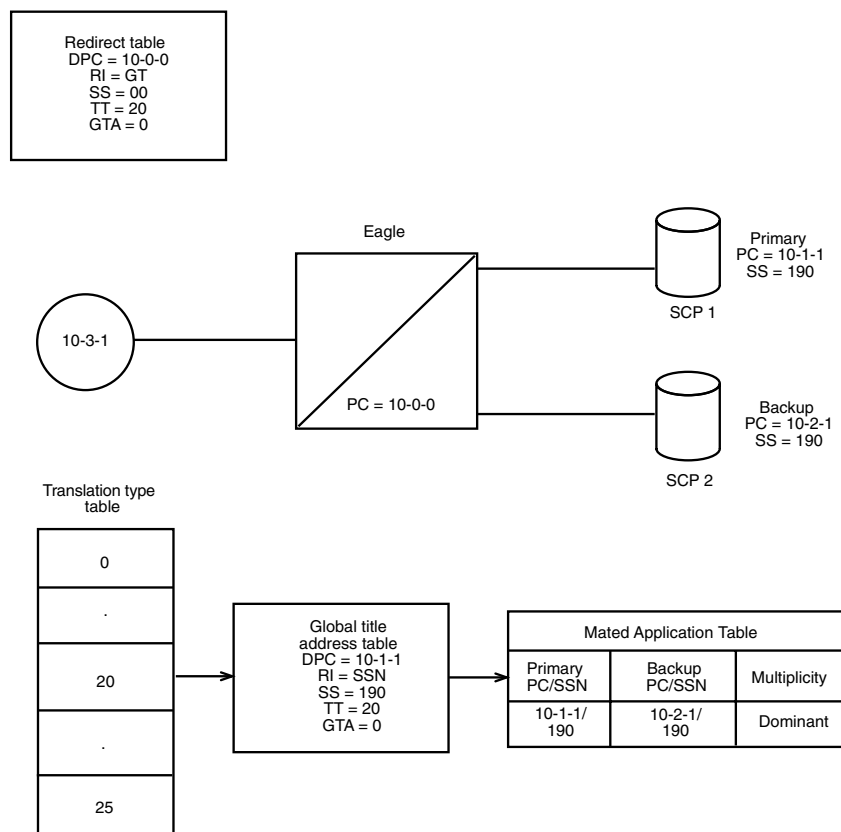 Redirect table
DPC = 10-0-0
RI = GT
SS = 00
TT = 20
GTA = 0
Eagle
10-3-1
PC = 10-0-0
Primary
PC = 10-1-1
SS = 190
SCP 1
Backup
PC = 10-2-1
SS = 190
SCP 2
Translation type
table
0
.
20
.
25
Global title
address table
DPC = 10-1-1
RI = SSN
SS = 190
TT = 20
GTA = 0
Mated Application Table
Primary
PC/SSN
Backup
PC/SSN
Multiplicity
10-1-1/
190
10-2-1/
190
Dominant